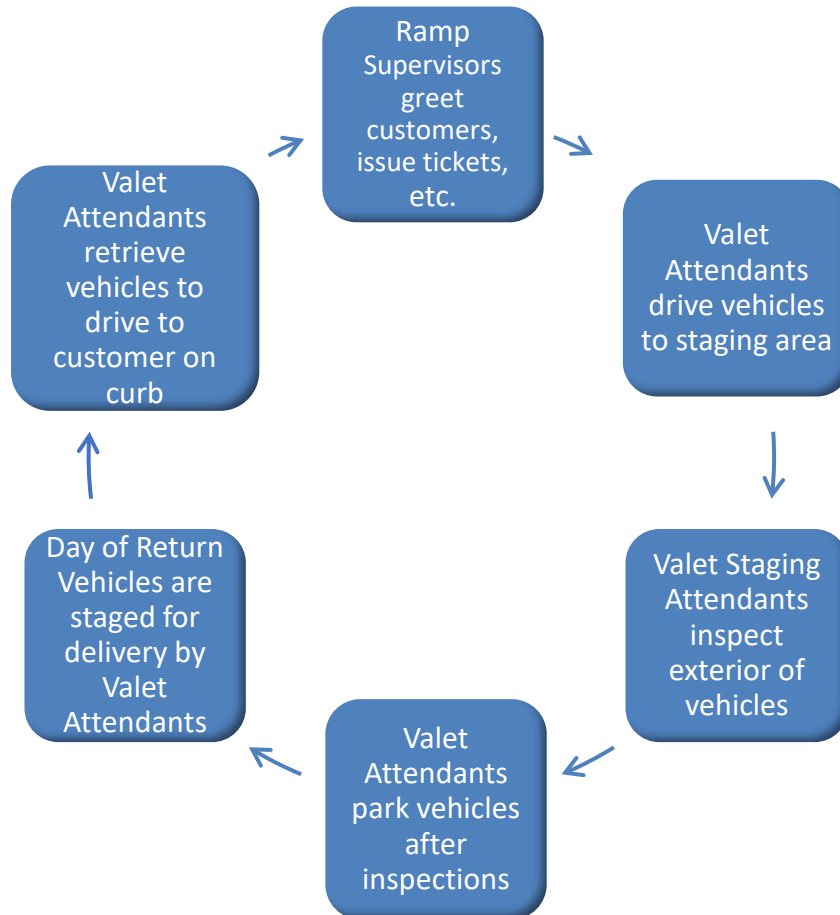 Ramp
Supervisors
greet
customers,
issue tickets,
etc.
Valet
Attendants
drive vehicles
to staging area
Valet Staging
Attendants
inspect
exterior of
vehicles
Valet
Attendants
park vehicles
after
inspections
Day of Return
Vehicles are
staged for
delivery by
Valet
Attendants
Valet
Attendants
retrieve
vehicles to
drive to
customer on
curb